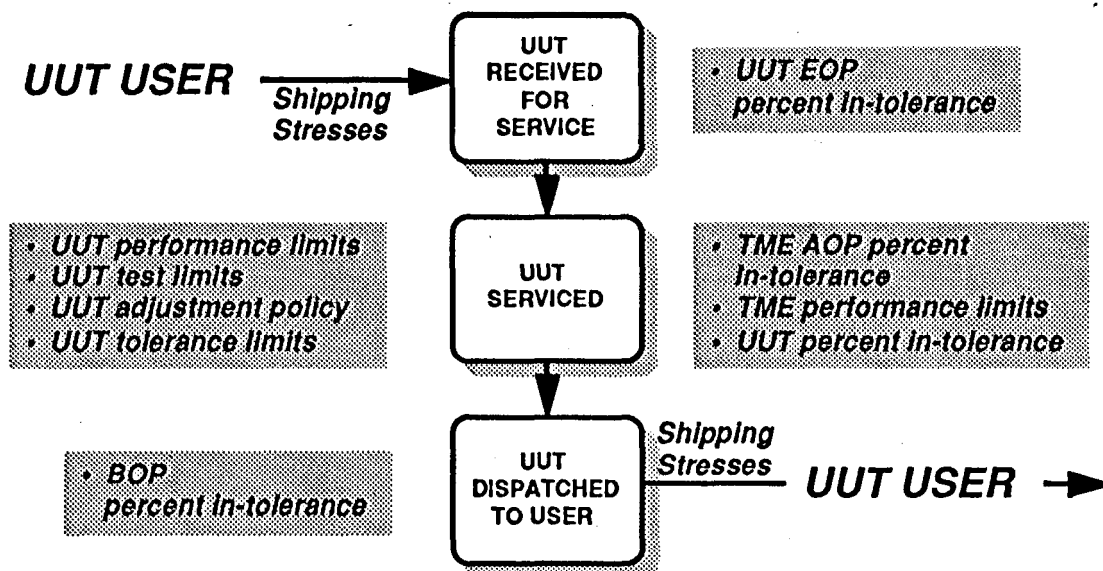 UUT USER
Shipping
Stresses
UUT
RECEIVED
FOR
SERVICE
• UUT EOP
percent in-tolerance
• UUT performance limits
• UUT test limits
• UUT adjustment policy
• UUT tolerance limits
UUT
SERVICED
• TME AOP percent
in-tolerance
• TME performance limits
• UUT percent in-tolerance
• BOP
percent in-tolerance
UUT
DISPATCHED
TO USER
Shipping
Stresses
UUT USER